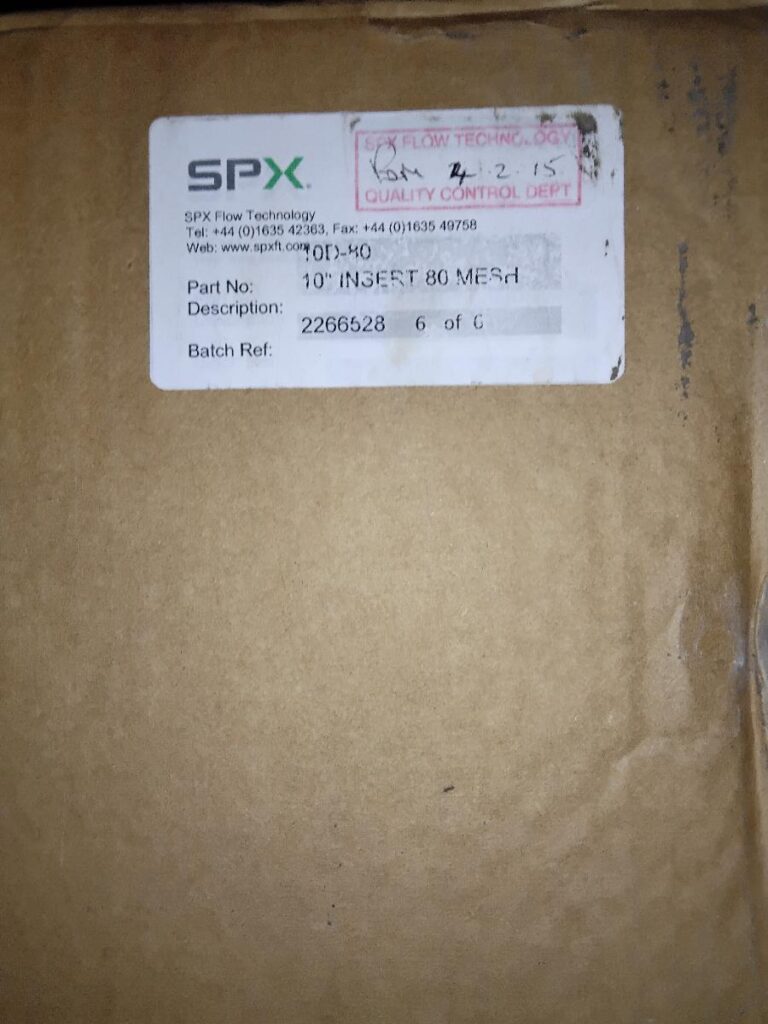 SPX
SPX FLOW TECHNOLOGY
4 . 2 . 15
QUALITY CONTROL DEPT
SPX Flow Technology
Tel: +44 (0)1635 42363, Fax: +44 (0)1635 49758
Web: www.spxft.com
10D-80
Part No:
10" INSERT 80 MESH
Description:
2266528 6 of 6
Batch Ref: